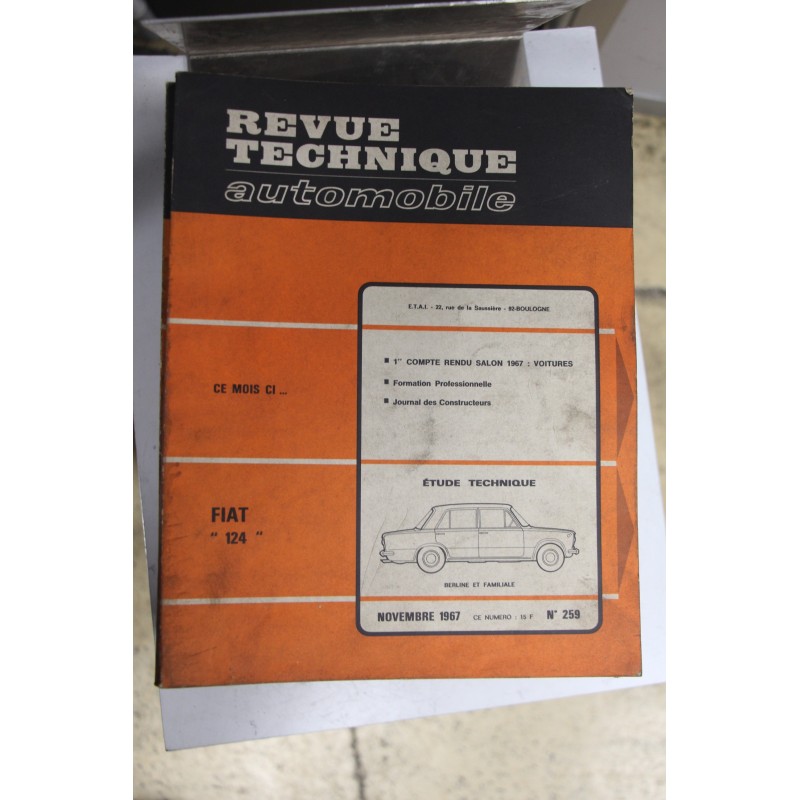 REVUE
TECHNIQUE
automobile
E.T.A.I. - 22, rue de la Saussière - 92-BOULOGNE
CE MOIS CI ...
■ 1er COMPTE RENDU SALON 1967 : VOITURES
■ Formation Professionnelle
■ Journal des Constructeurs
FIAT
" 124 "
ÉTUDE TECHNIQUE
BERLINE ET FAMILIALE
NOVEMBRE 1967 CE NUMERO : 10 F N° 259